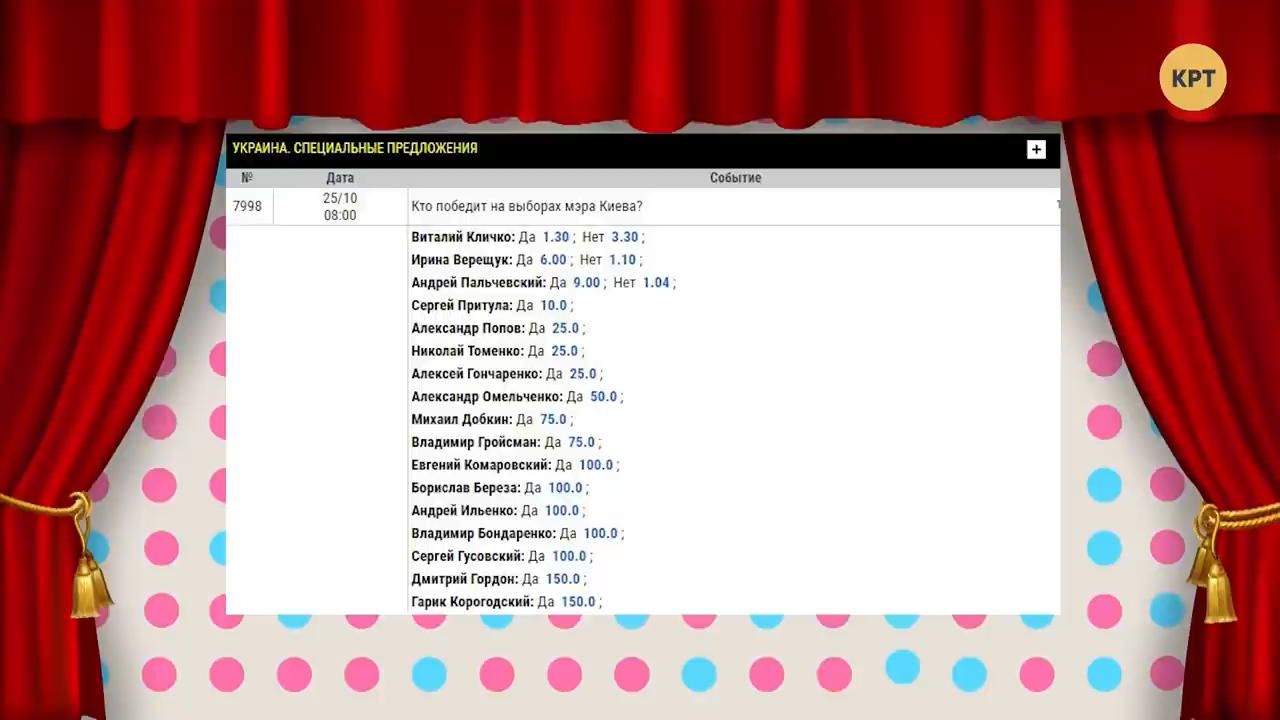 КРТ
УКРАИНА. СПЕЦИАЛЬНЫЕ ПРЕДЛОЖЕНИЯ +
№ Дата Событие
7998 25/10 08:00 Кто победит на выборах мэра Киева?
Виталий Кличко: Да 1.30 ; Нет 3.30 ;
Ирина Верещук: Да 6.00 ; Нет 1.10 ;
Андрей Пальчевский: Да 9.00 ; Нет 1.04 ;
Сергей Притула: Да 10.0 ;
Александр Попов: Да 25.0 ;
Николай Томенко: Да 25.0 ;
Алексей Гончаренко: Да 25.0 ;
Александр Омельченко: Да 50.0 ;
Михаил Добкин: Да 75.0 ;
Владимир Гройсман: Да 75.0 ;
Евгений Комаровский: Да 100.0 ;
Борислав Береза: Да 100.0 ;
Андрей Ильенко: Да 100.0 ;
Владимир Бондаренко: Да 100.0 ;
Сергей Гусовский: Да 100.0 ;
Дмитрий Гордон: Да 150.0 ;
Гарик Корогодский: Да 150.0 ;